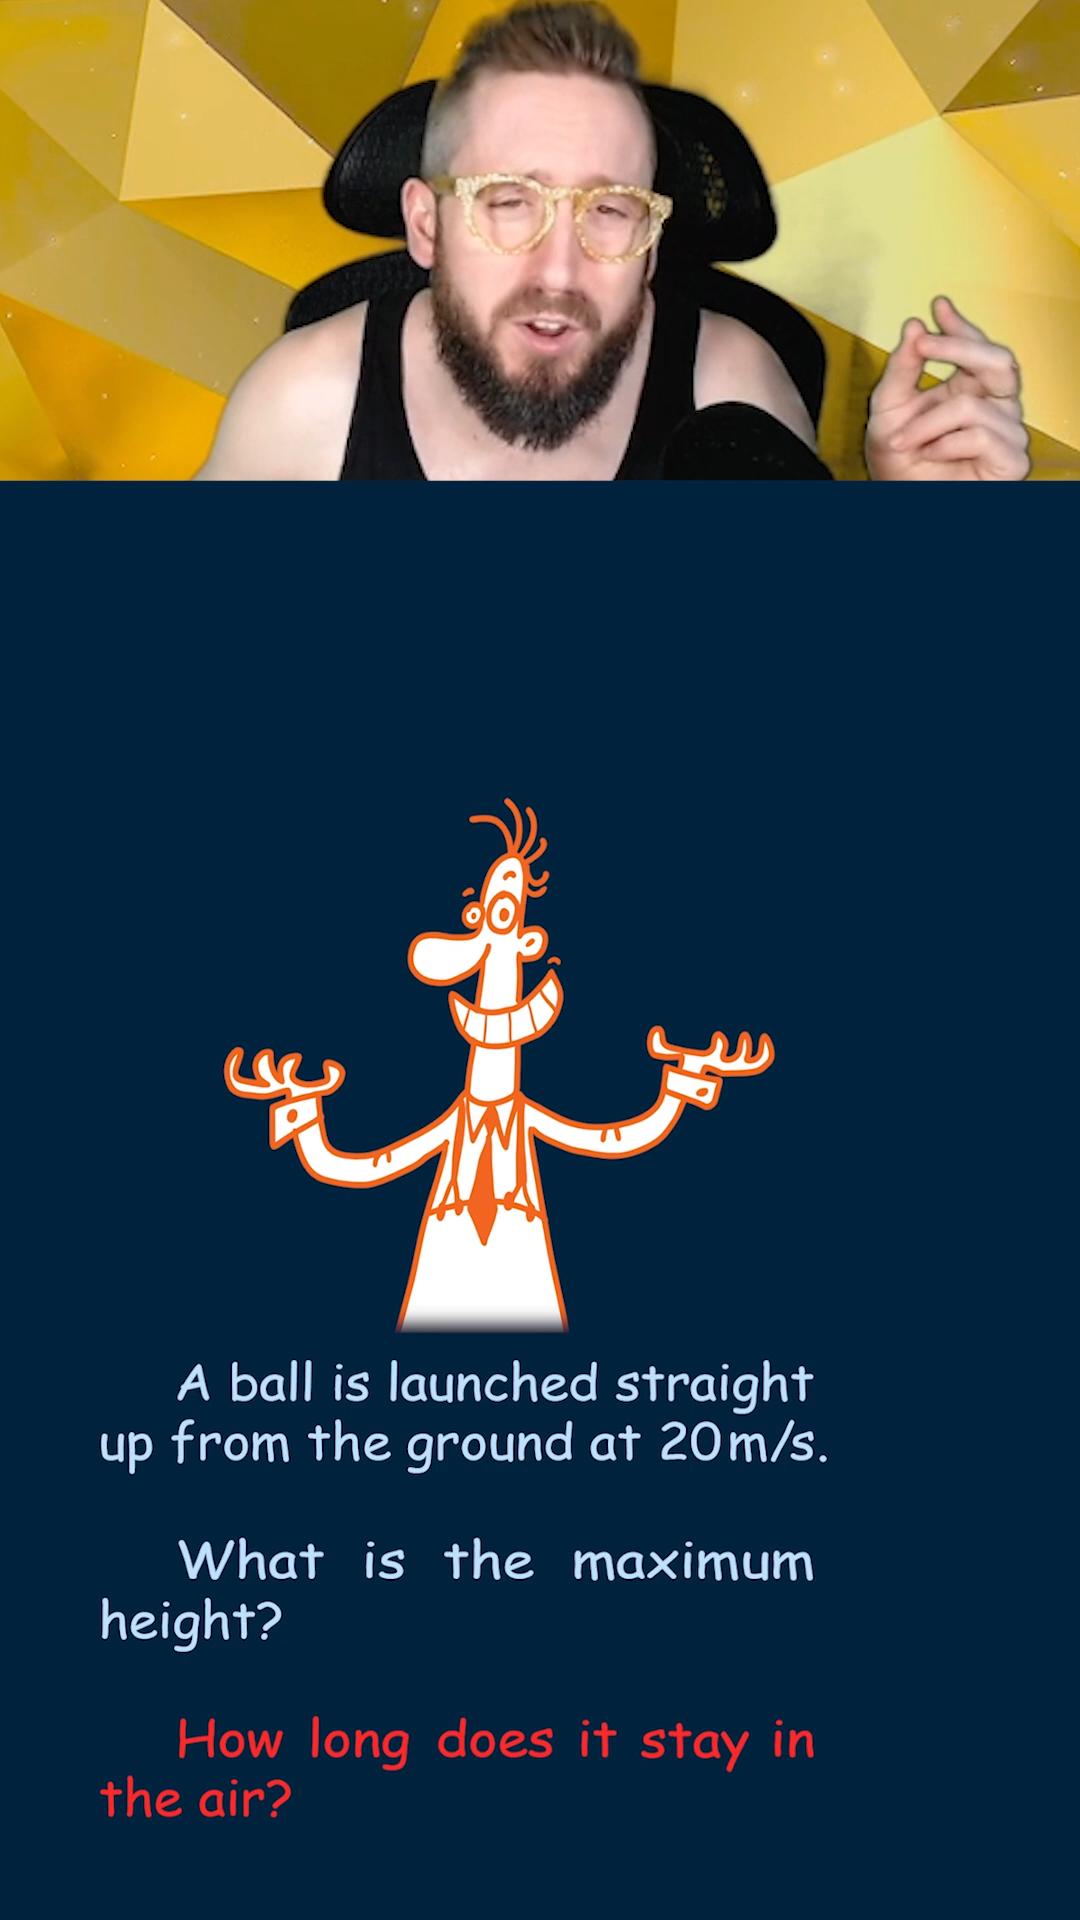 A ball is launched straight
up from the ground at 20 m/s.
What is the maximum
height?
How long does it stay in
the air?